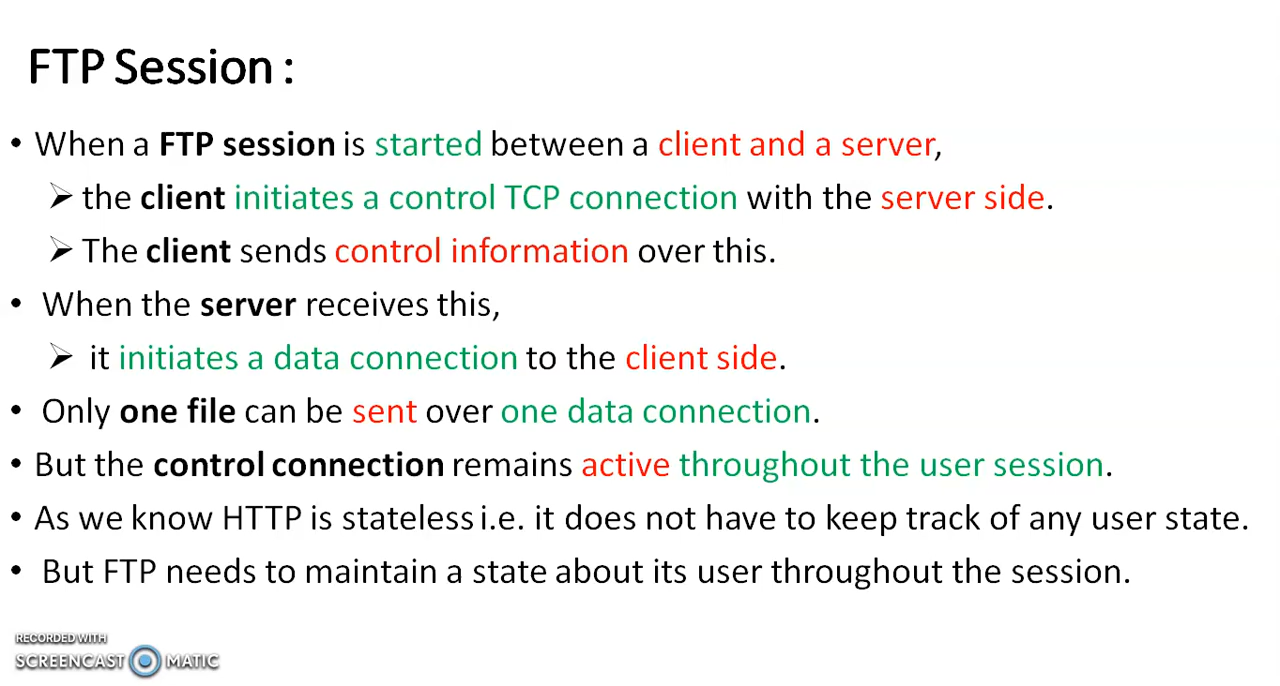 FTP Session :
• When a FTP session is started between a client and a server,
➢ the client initiates a control TCP connection with the server side.
➢ The client sends control information over this.
• When the server receives this,
➢ it initiates a data connection to the client side.
• Only one file can be sent over one data connection.
• But the control connection remains active throughout the user session.
• As we know HTTP is stateless i.e. it does not have to keep track of any user state.
• But FTP needs to maintain a state about its user throughout the session.
RECORDED WITH
SCREENCAST MATIC